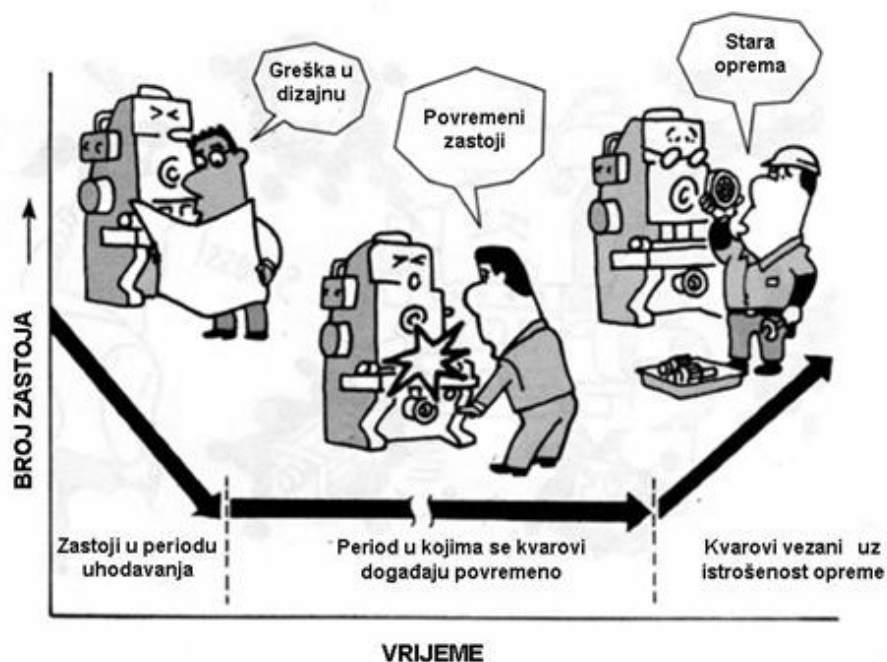 Greška u
dizajnu
Povremeni
zastoji
Stara
oprema
BROJ ZASTOJA
Zastoji u periodu
uhodavanja
Period u kojima se kvarovi
događaju povremeno
Kvarovi vezani uz
istrošenost opreme
VRIJEME